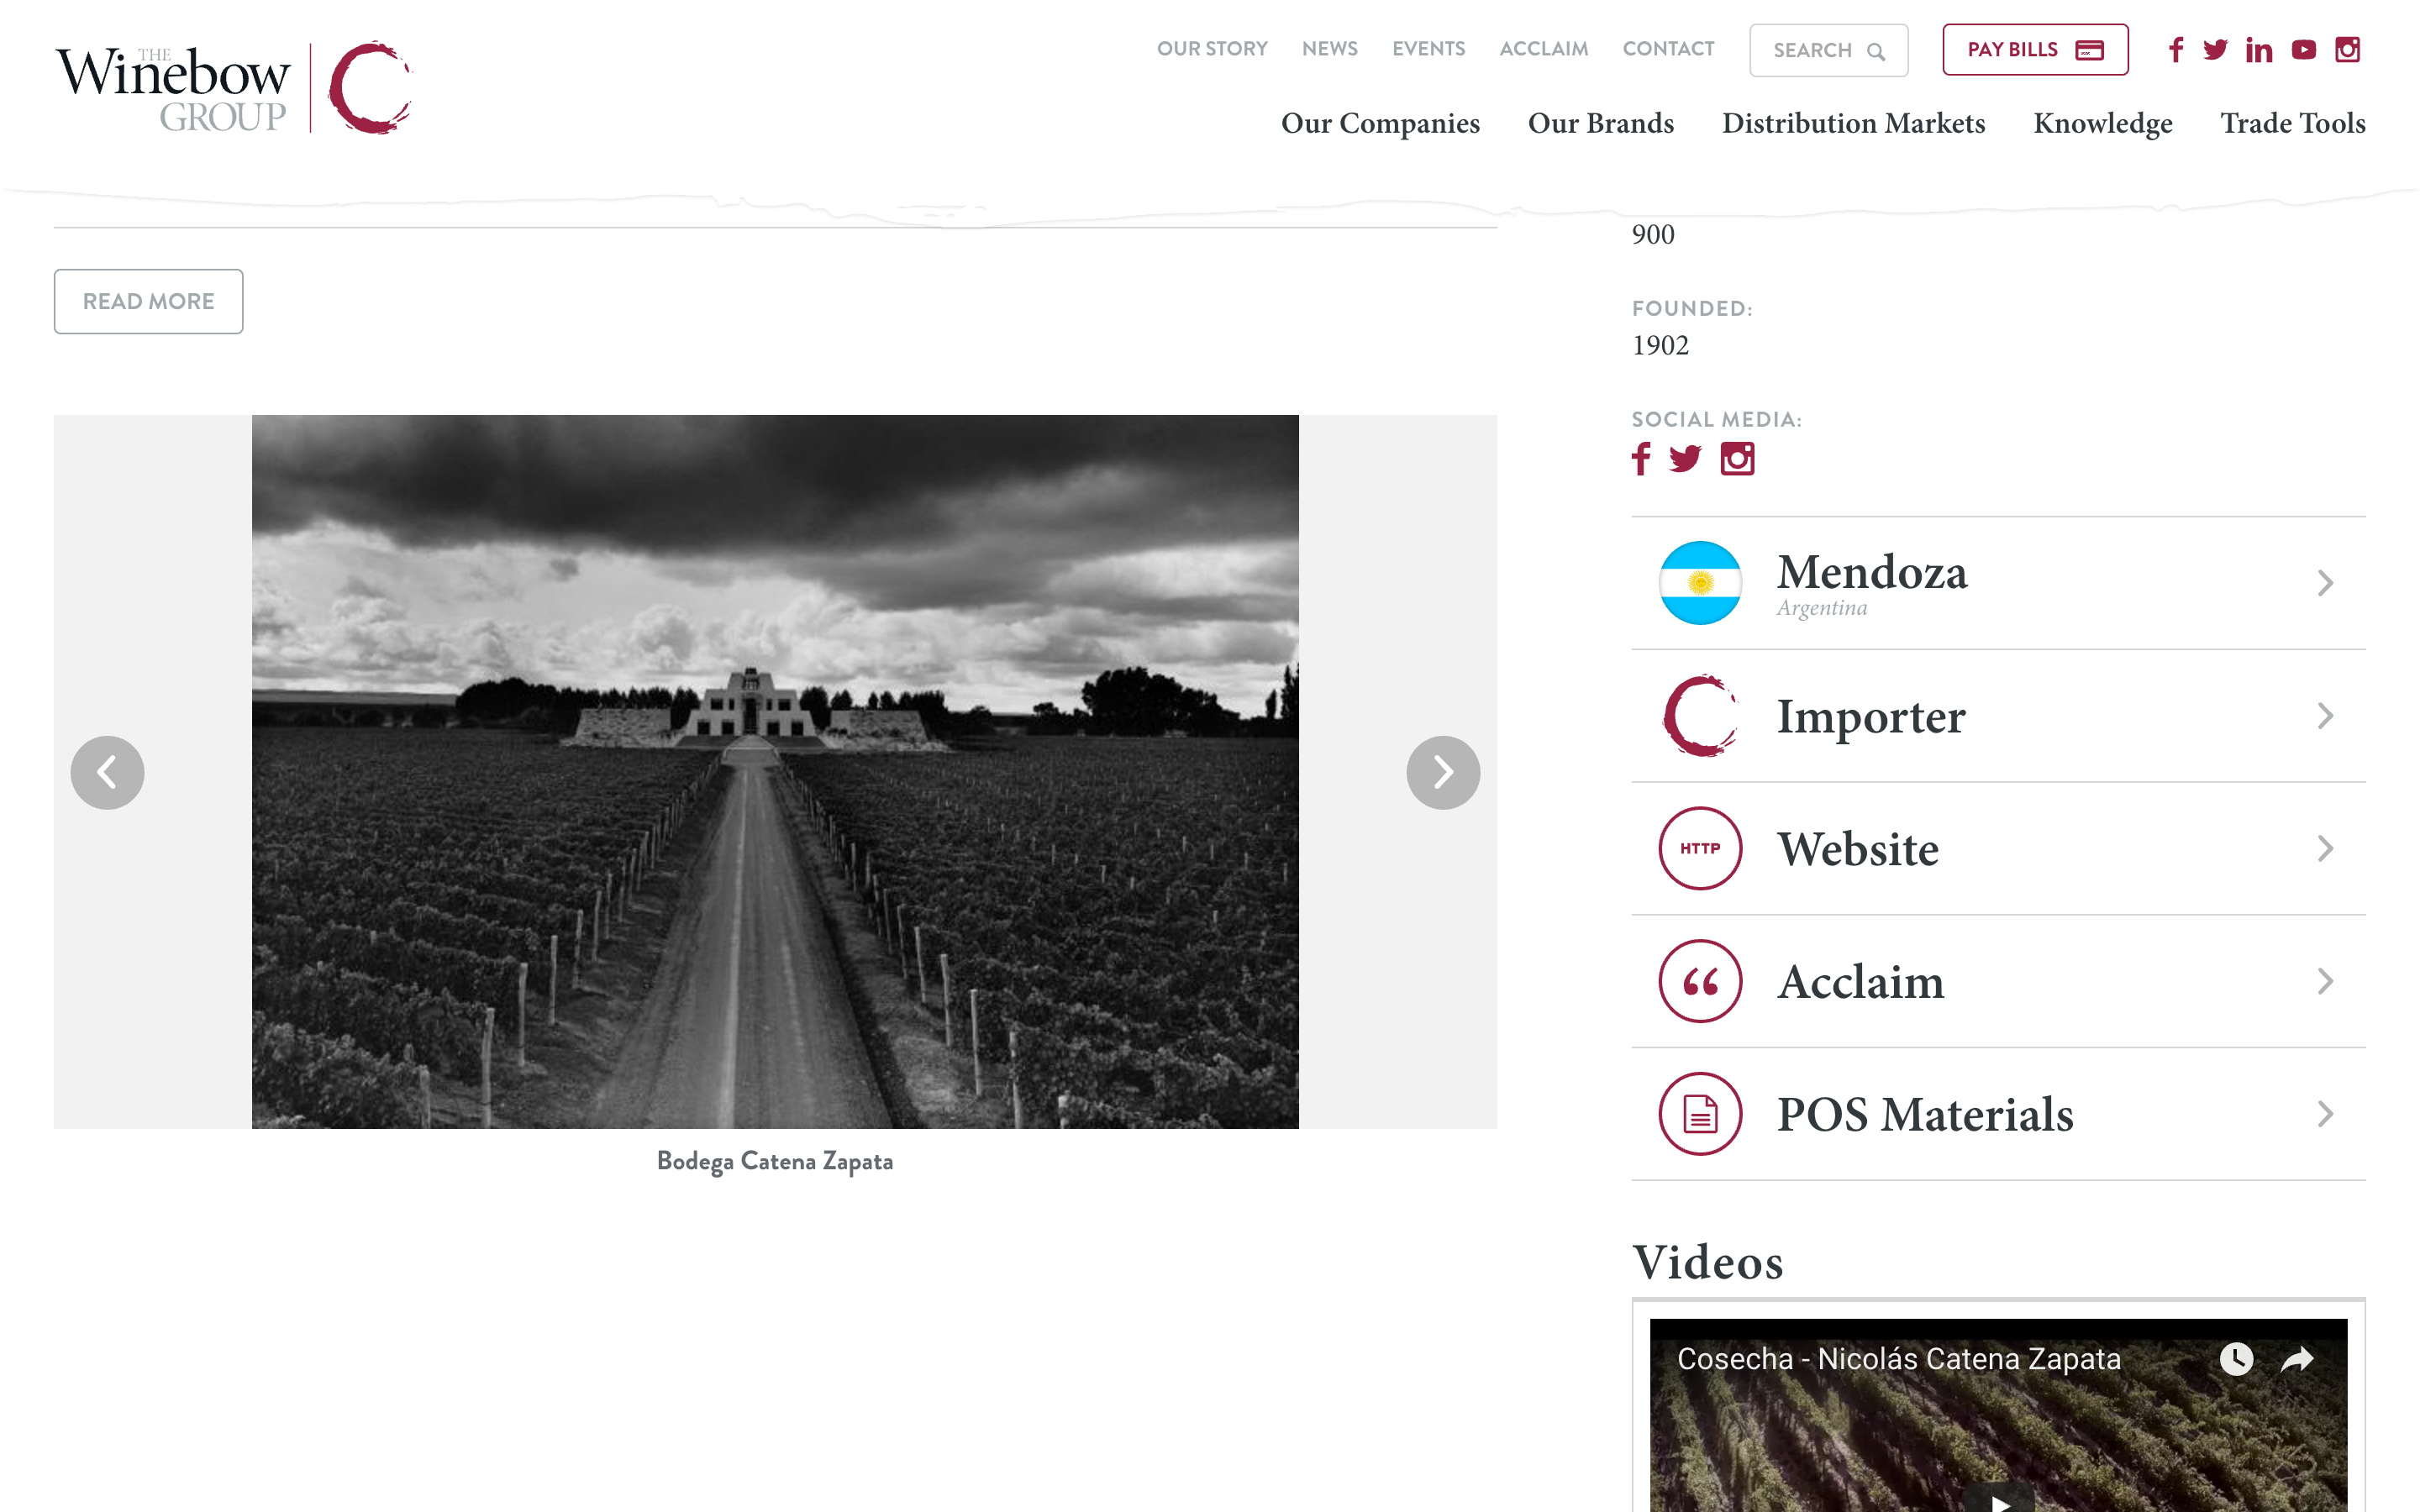 THE
Winebow
GROUP
OUR STORY
NEWS
EVENTS
ACCLAIM
CONTACT
SEARCH
PAY BILLS
Our Companies
Our Brands
Distribution Markets
Knowledge
Trade Tools
READ MORE
Bodega Catena Zapata
900
FOUNDED:
1902
SOCIAL MEDIA:
Mendoza
Argentina
Importer
HTTP
Website
Acclaim
POS Materials
Videos
Cosecha - Nicolás Catena Zapata